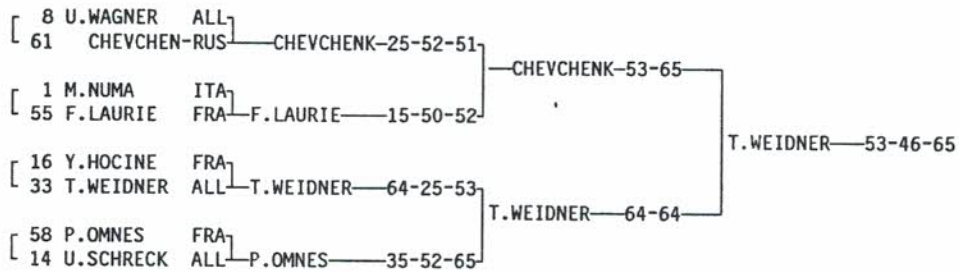 8 U.WAGNER ALL
61 CHEVCHEN-RUS CHEVCHENK 25-52-51
CHEVCHENK 53-65
1 M.NUMA ITA
55 F.LAURIE FRA F.LAURIE 15-50-52
T.WEIDNER 53-46-65
16 Y.HOCINE FRA
33 T.WEIDNER ALL T.WEIDNER 64-25-53
T.WEIDNER 64-64
58 P.OMNES FRA
14 U.SCHRECK ALL P.OMNES 35-52-65